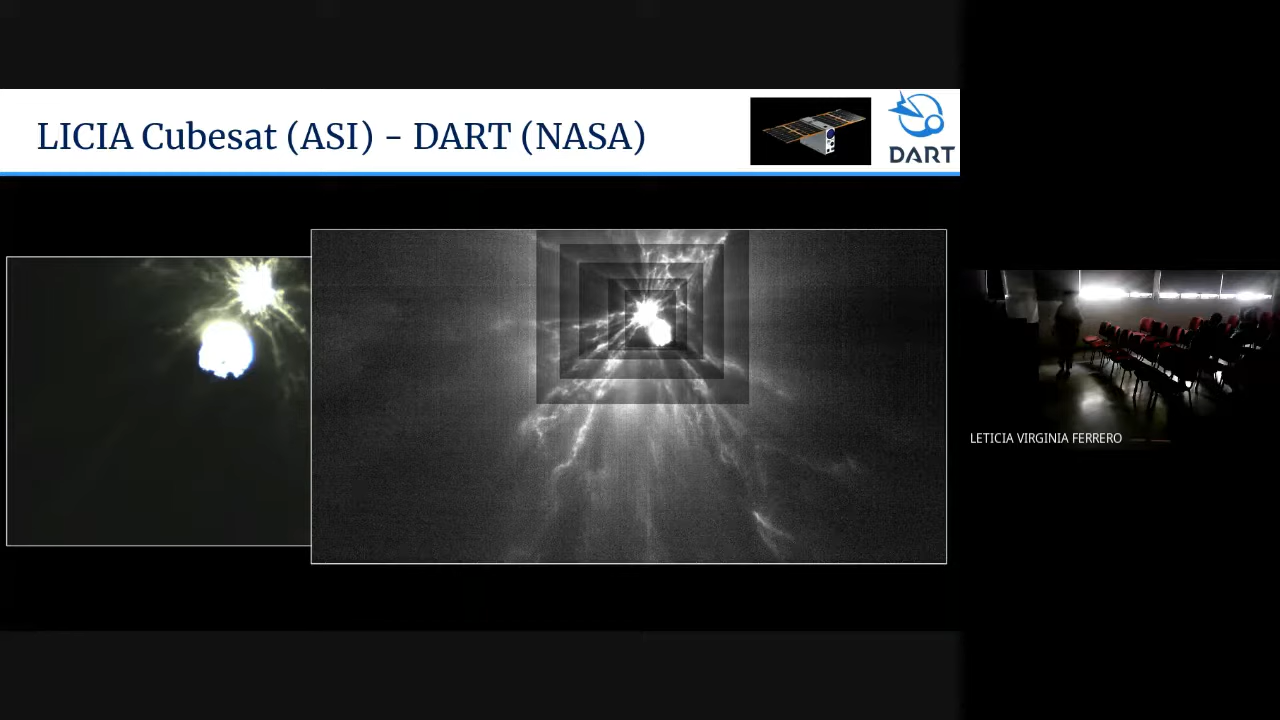 LICIA Cubesat (ASI) - DART (NASA)
DART
LETICIA VIRGINIA FERRERO